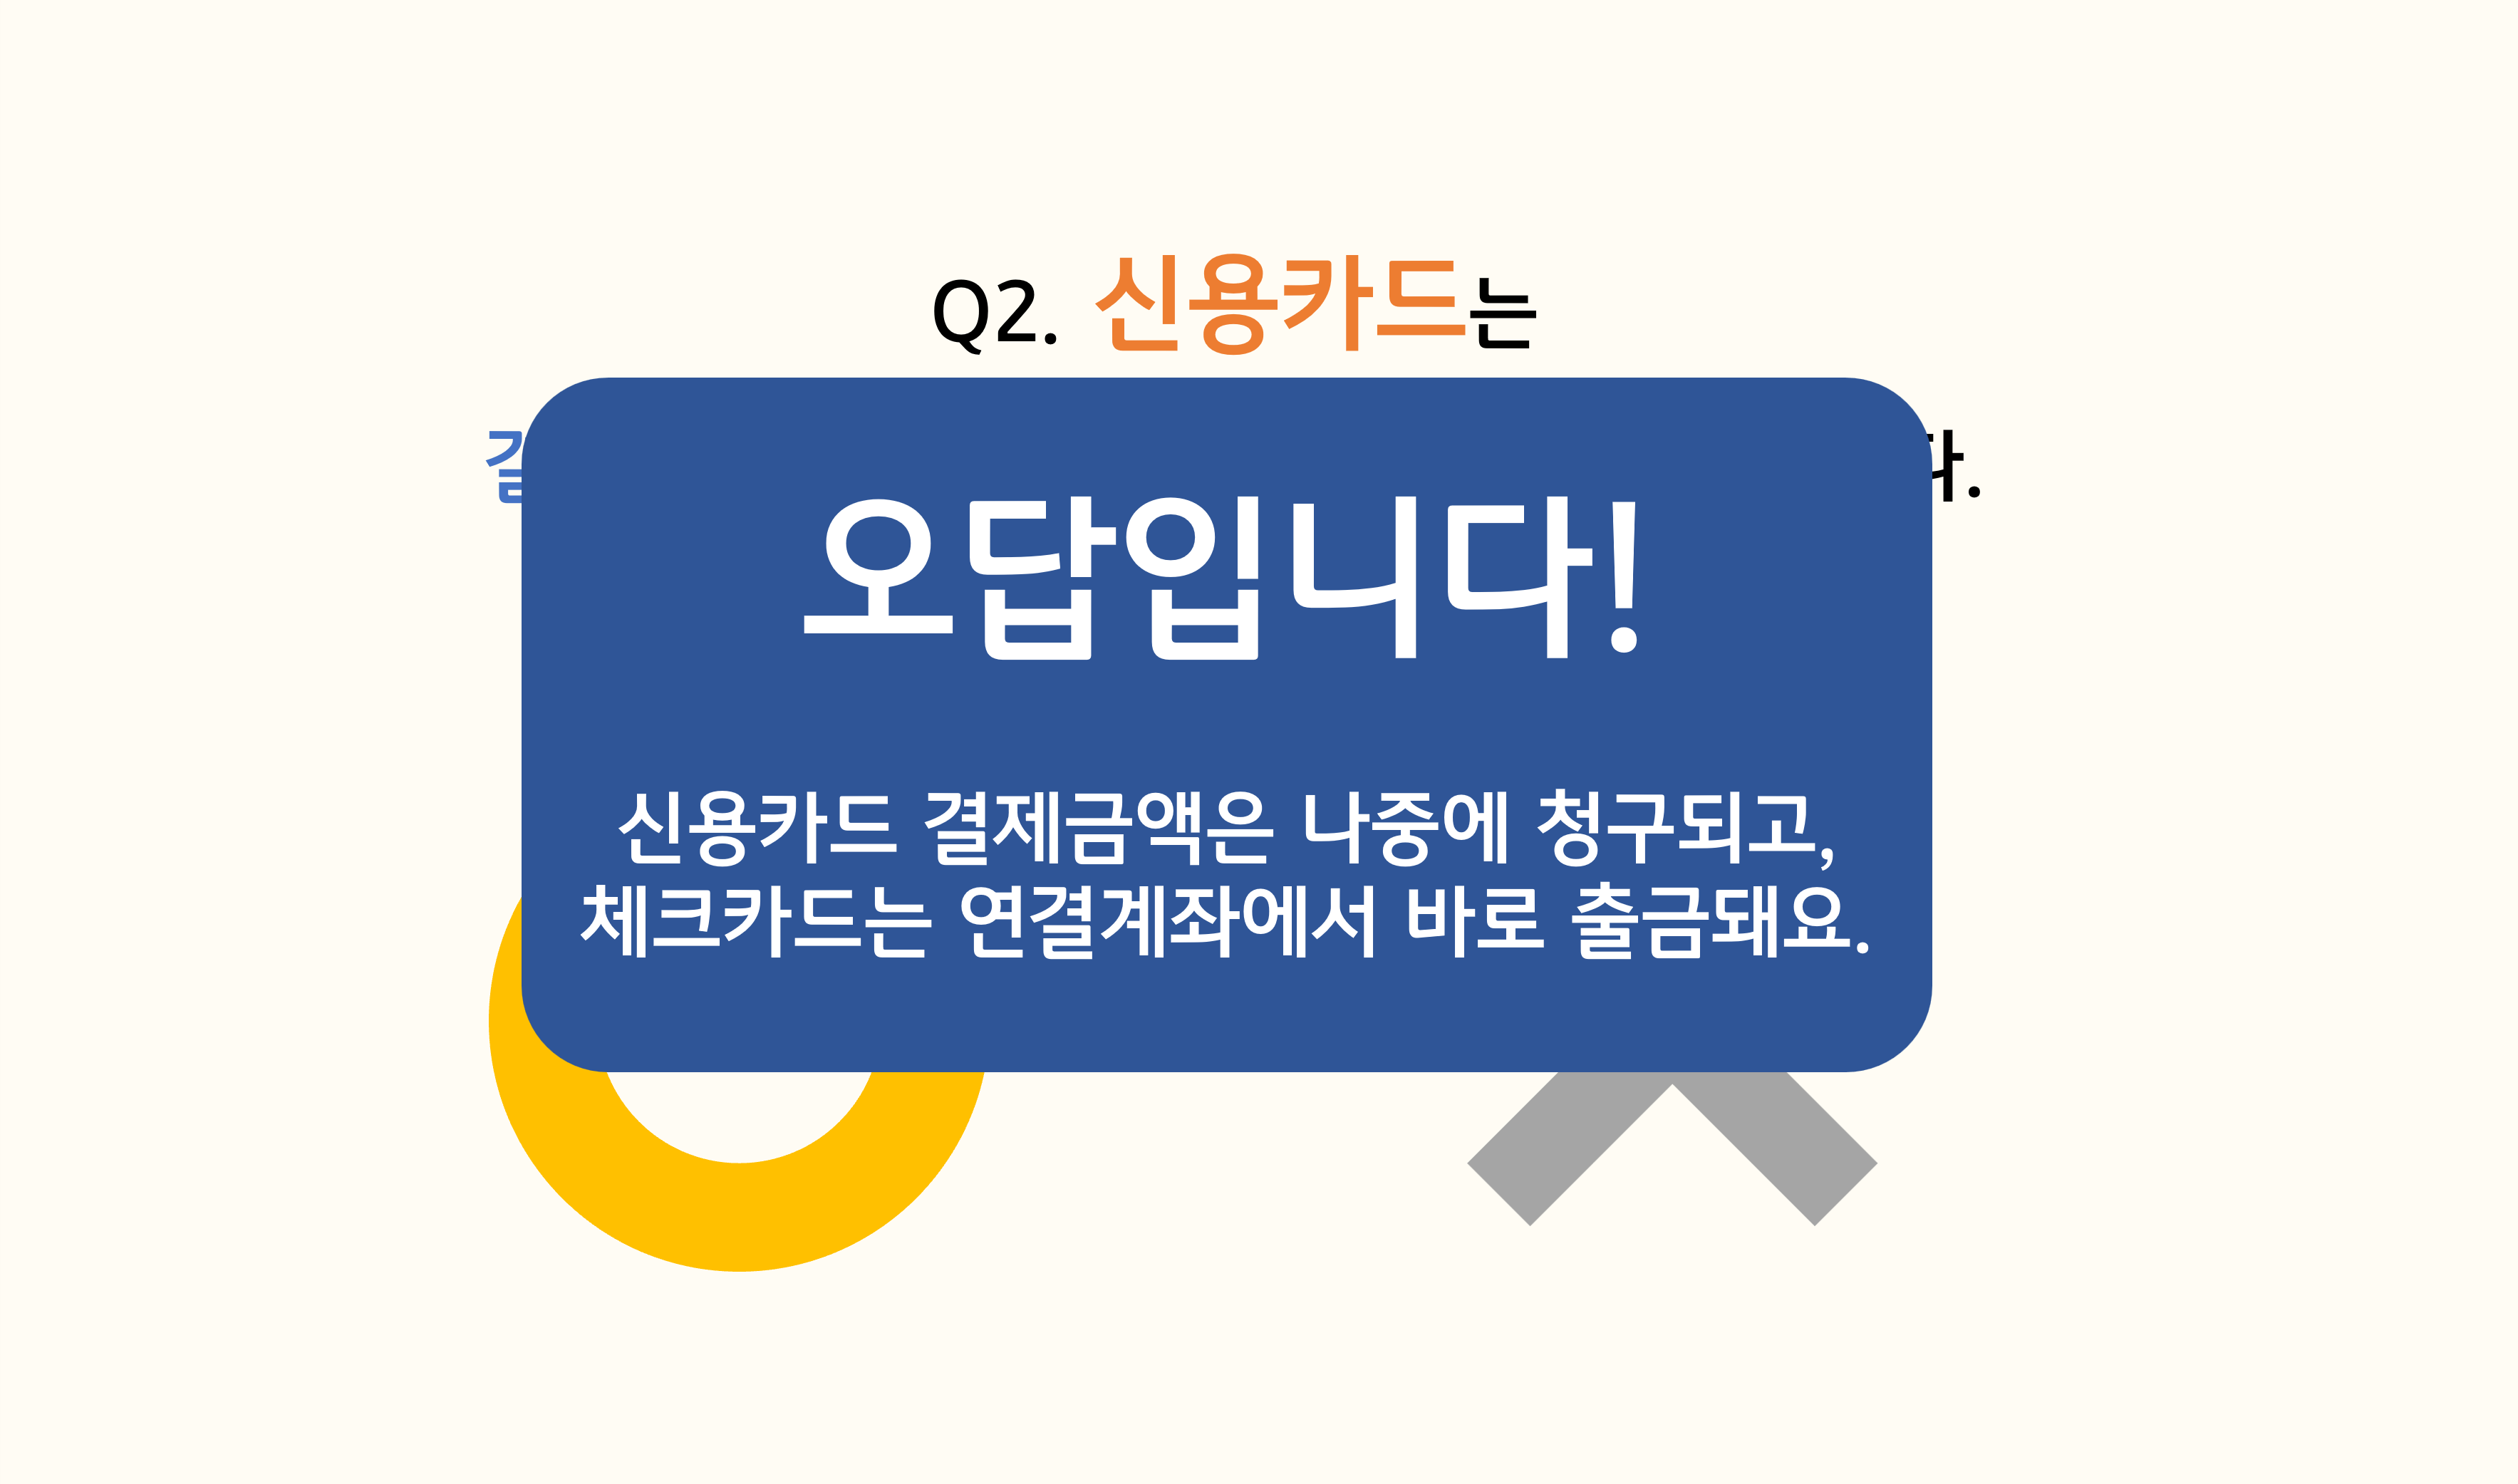 Q2. 신용카드는
다.
오답입니다!
신용카드 결제금액은 나중에 청구되고,
체크카드는 연결계좌에서 바로 출금돼요.